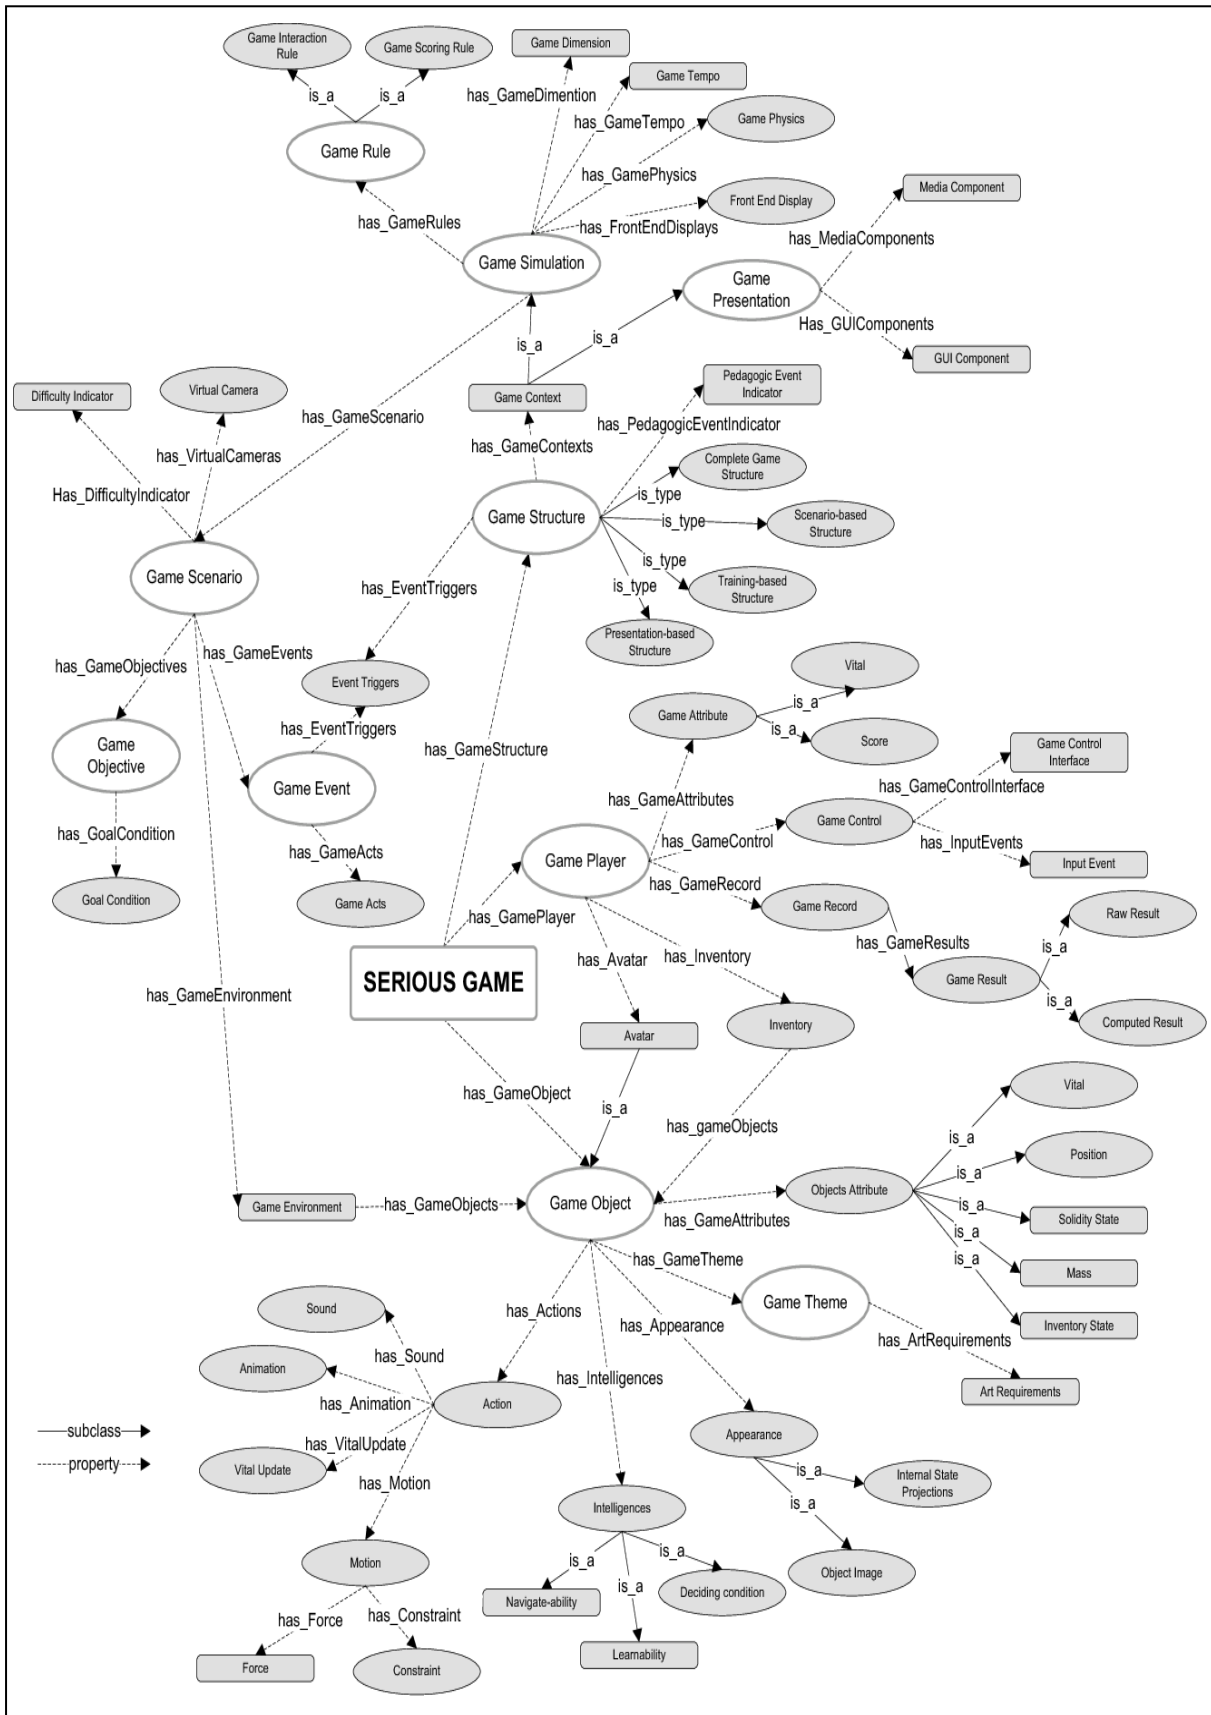 Game Interaction
Rule
Game Scoring Rule
Game Dimension
is_a
is_a
has_GameDimention
Game Tempo
has_GameTempo
Game Physics
Game Rule
has_GamePhysics
Media Component
Front End Display
has_GameRules
has_FrontEndDisplays
has_MediaComponents
Game Simulation
Game
Presentation
Has_GUIComponents
is_a
is_a
GUI Component
Pedagogic Event
Indicator
Difficulty Indicator
Virtual Camera
Game Context
has_GameScenario
has_PedagogicEventIndicator
has_GameContexts
has_VirtualCameras
Complete Game
Structure
Has_DifficultyIndicator
is_type
Game Structure
is_type
Scenario-based
Structure
is_type
Game Scenario
has_EventTriggers
is_type
Training-based
Structure
Presentation-based
Structure
has_GameEvents
has_GameObjectives
Vital
Event Triggers
is_a
Game Attribute
has_EventTriggers
is_a
Score
Game
Objective
has_GameStructure
Game Control
Interface
Game Event
has_GameControlInterface
has_GameAttributes
Game Control
has_GoalCondition
has_GameControl
has_InputEvents
has_GameActs
Game Player
Input Event
has_GameRecord
Goal Condition
Game Acts
has_GamePlayer
Game Record
Raw Result
has_GameResults
is_a
has_Inventory
has_Avatar
SERIOUS GAME
Game Result
has_GameEnvironment
is_a
Inventory
Computed Result
Avatar
has_GameObject
Vital
is_a
has_gameObjects
is_a
Position
is_a
Objects Attribute
Game Environment
has_GameObjects
Game Object
is_a
has_GameAttributes
Solidity State
is_a
is_a
has_GameTheme
Mass
Game Theme
Sound
has_Actions
has_Appearance
Inventory State
has_ArtRequirements
has_Sound
Animation
has_Intelligences
Art Requirements
has_Animation
Action
subclass
Appearance
has_VitalUpdate
property
Vital Update
is_a
has_Motion
Internal State
Projections
is_a
Intelligences
is_a
is_a
Motion
is_a
Object Image
Deciding condition
Navigate-ability
has_Force
has_Constraint
Learnability
Force
Constraint